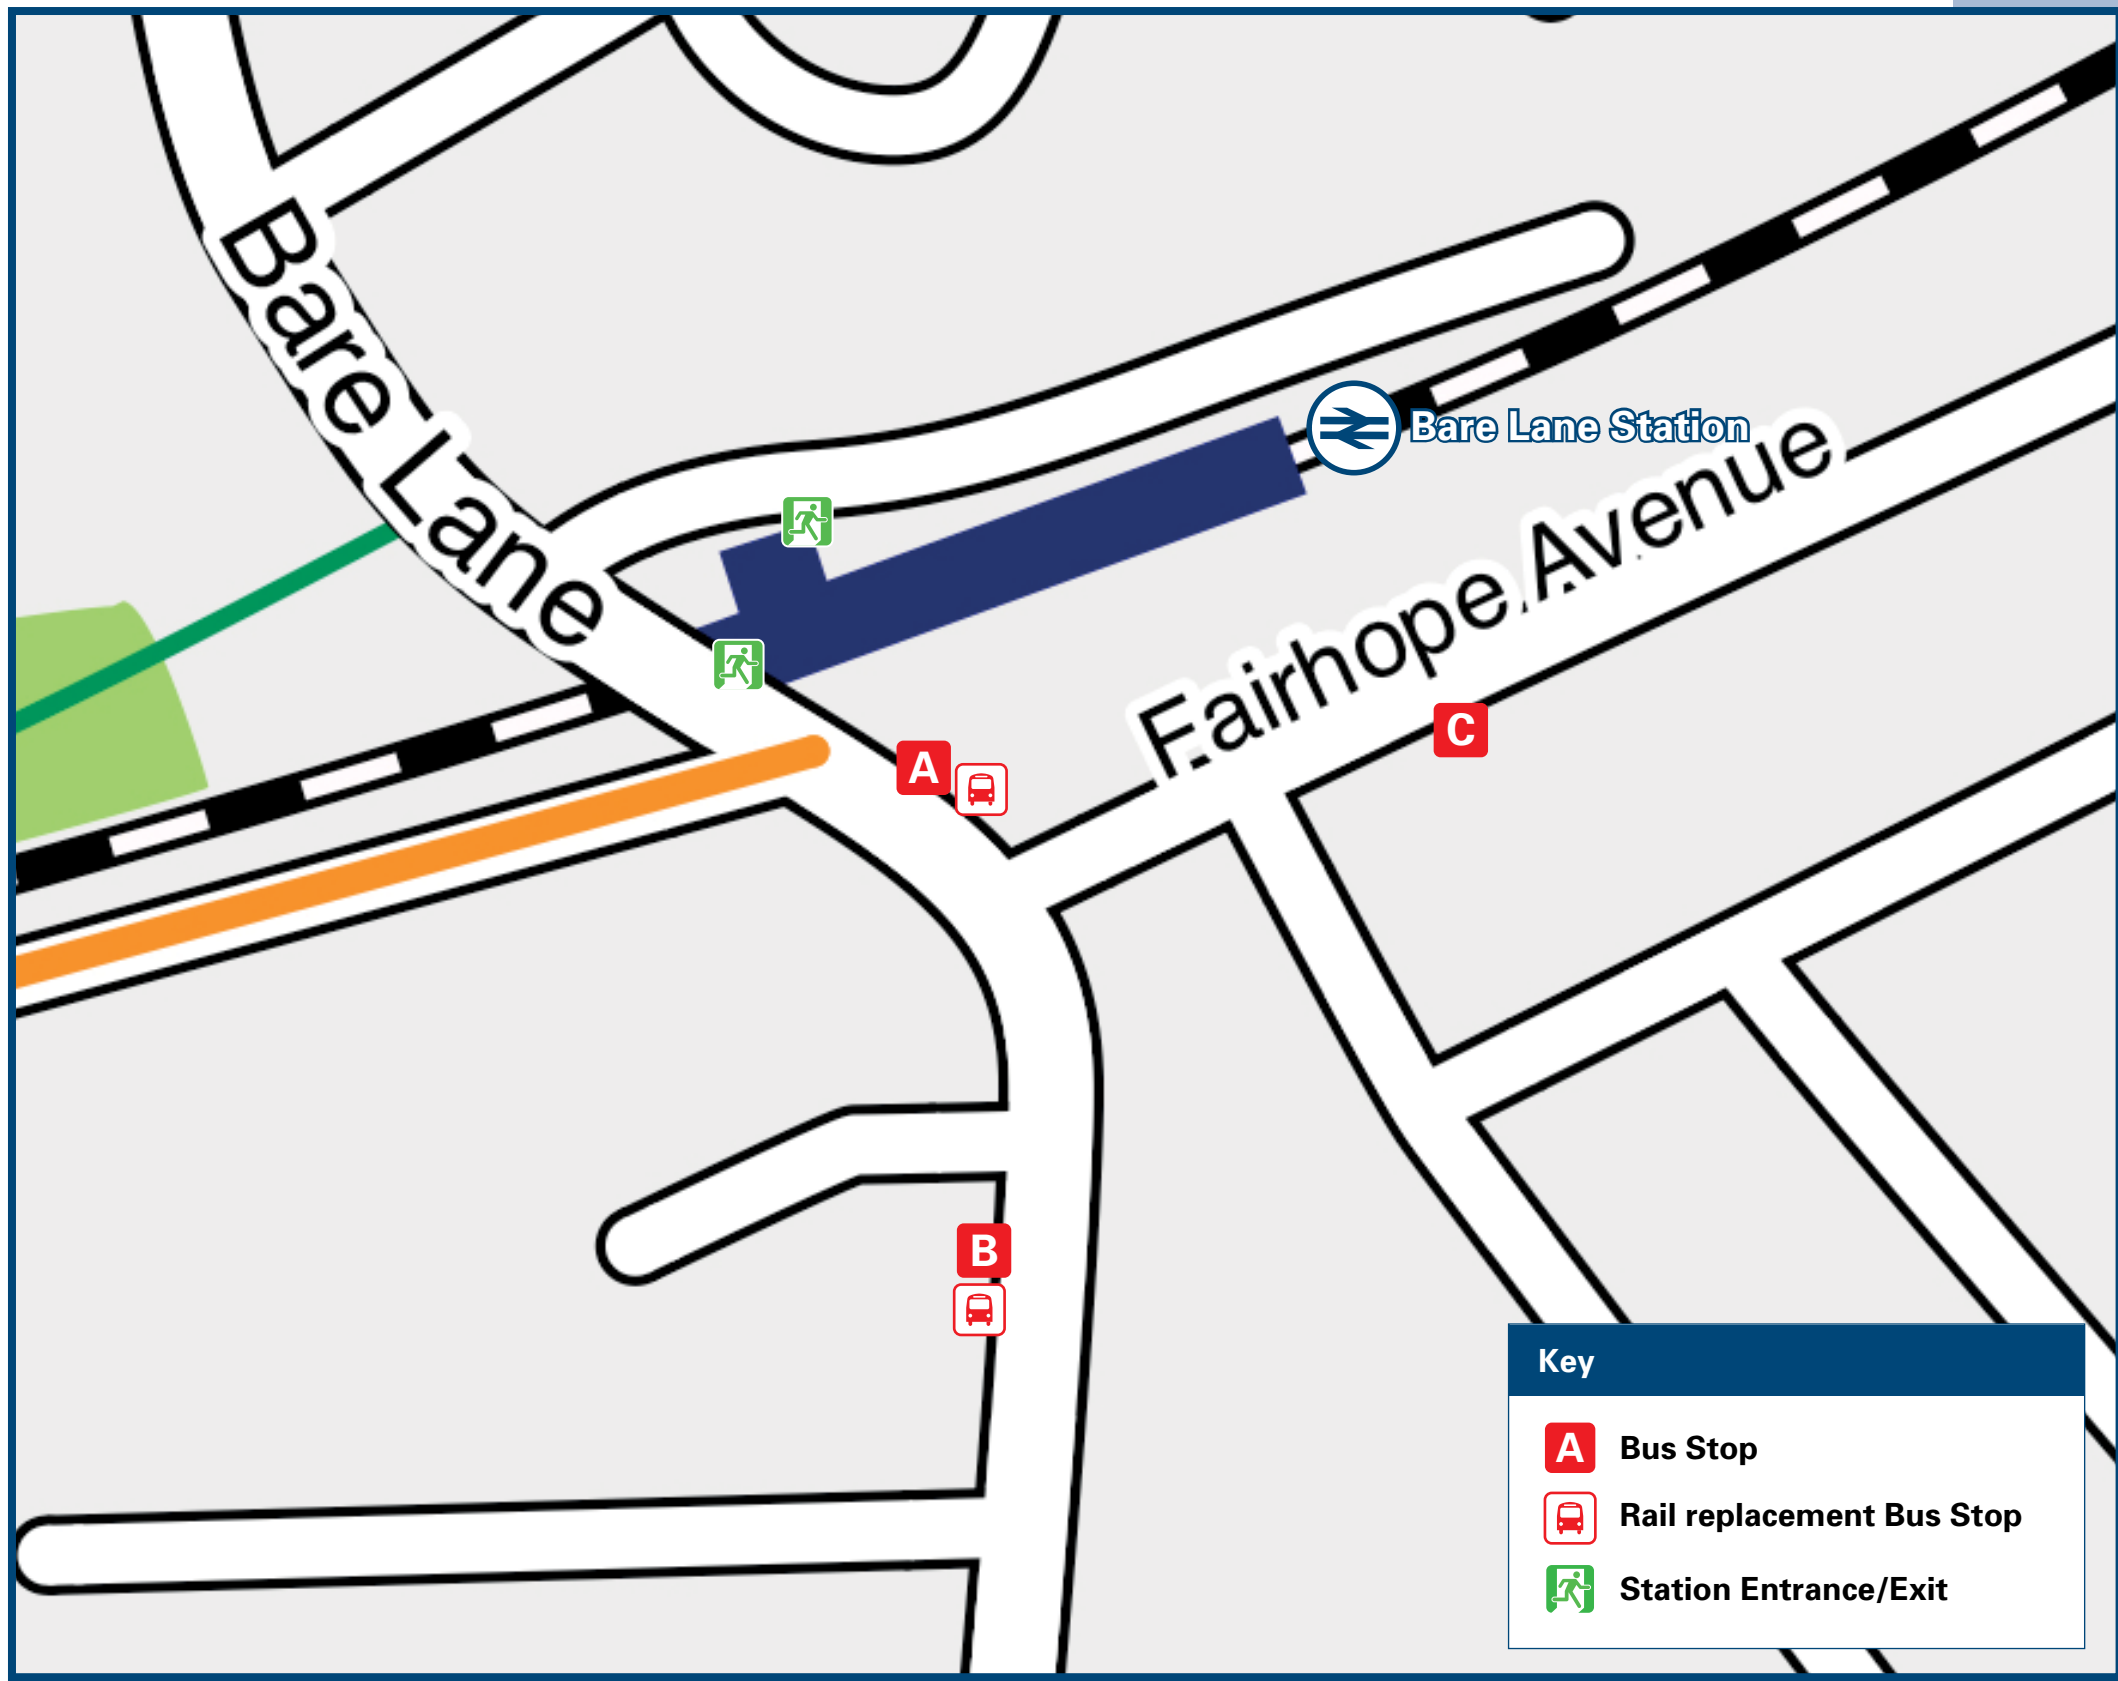 Bare Lane
Bare Lane Station
Fairhope Avenue
A
C
B
Key
A Bus Stop
Rail replacement Bus Stop
Station Entrance/Exit